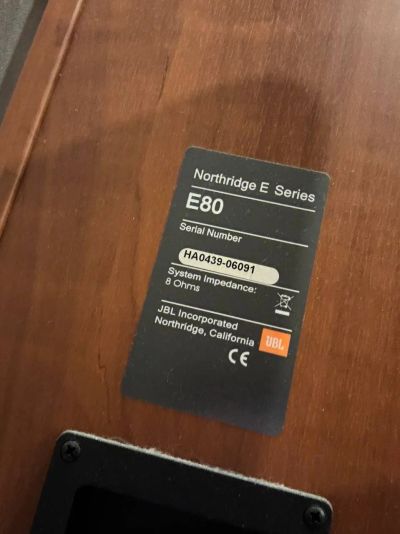 Northridge E Series
E80
Serial Number
HA0439-06091
System Impedance:
8 Ohms
JBL Incorporated
Northridge, California
JBL
CE